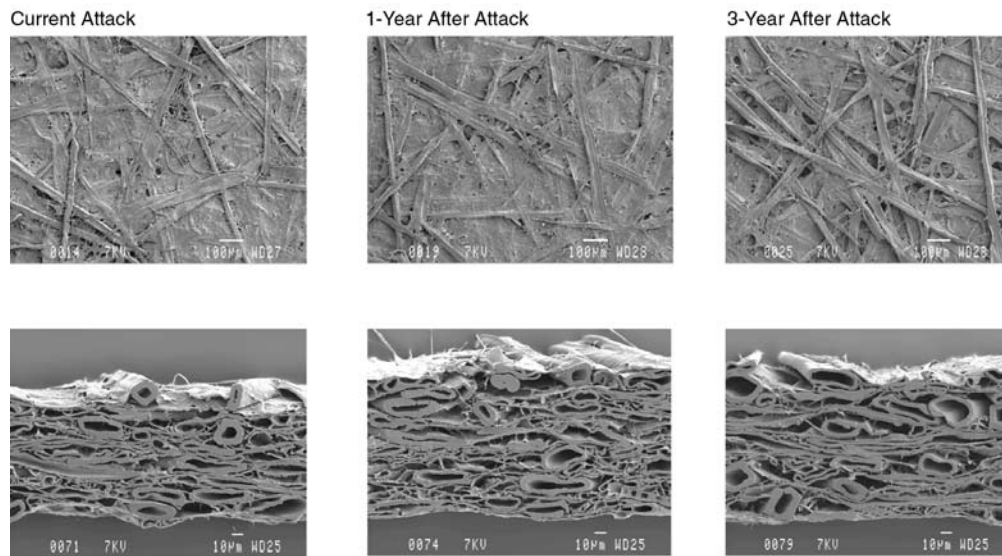 Current Attack
1-Year After Attack
3-Year After Attack
0014 7KV 100µm WD27
0019 7KV 100µm WD28
0025 7KV 100µm WD28
0071 7KV 10µm WD25
0074 7KV 10µm WD25
0079 7KV 10µm WD25